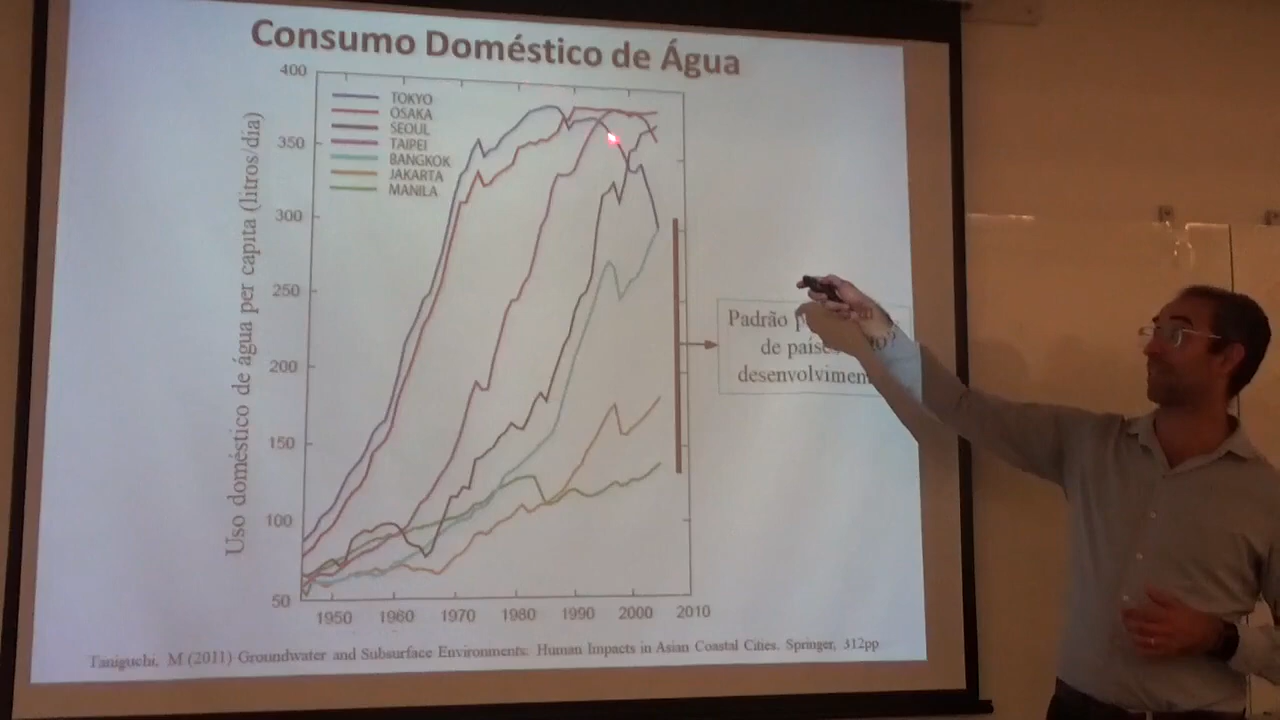 Consumo Doméstico de Água
Uso doméstico de água per capita (litros/dia)
400
350
300
250
200
150
100
50
TOKYO
OSAKA
SEOUL
TAIPEI
BANGKOK
JAKARTA
MANILA
1950 1960 1970 1980 1990 2000 2010
Padrão
de
desenvolvimen
Taniguchi, M (2011) Groundwater and Subsurface Environments: Human Impacts in Asian Coastal Cities. Springer, 312pp